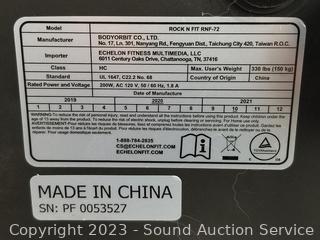 Model ROCK N FIT RNF-72
Manufacturer BODYORBIT CO., LTD.
No. 17, Ln. 301, Nanyang Rd., Fengyuan Dist., Taichung City 420, Taiwan R.O.C.
Importer ECHELON FITNESS MULTIMEDIA, LLC
6011 Century Oaks Drive, Chattanooga, TN, 37416
Class HC Max. User's Weight 330 lbs (150 kg)
Standard UL 1647, C22.2 No. 68 Country of Origin China
Rated Power and Voltage 200W, AC 120 V, 50 / 60 Hz, 1.8 A
Date of Manufacture
2019 2020 2021
1 2 3 4 5 6 7 8 9 10 11 12
1-888-784-2825
CS@ECHELONFIT.COM
ECHELONFIT.COM
MADE IN CHINA
SN: PF 0053527
Copyright 2023 - Sound Auction Service